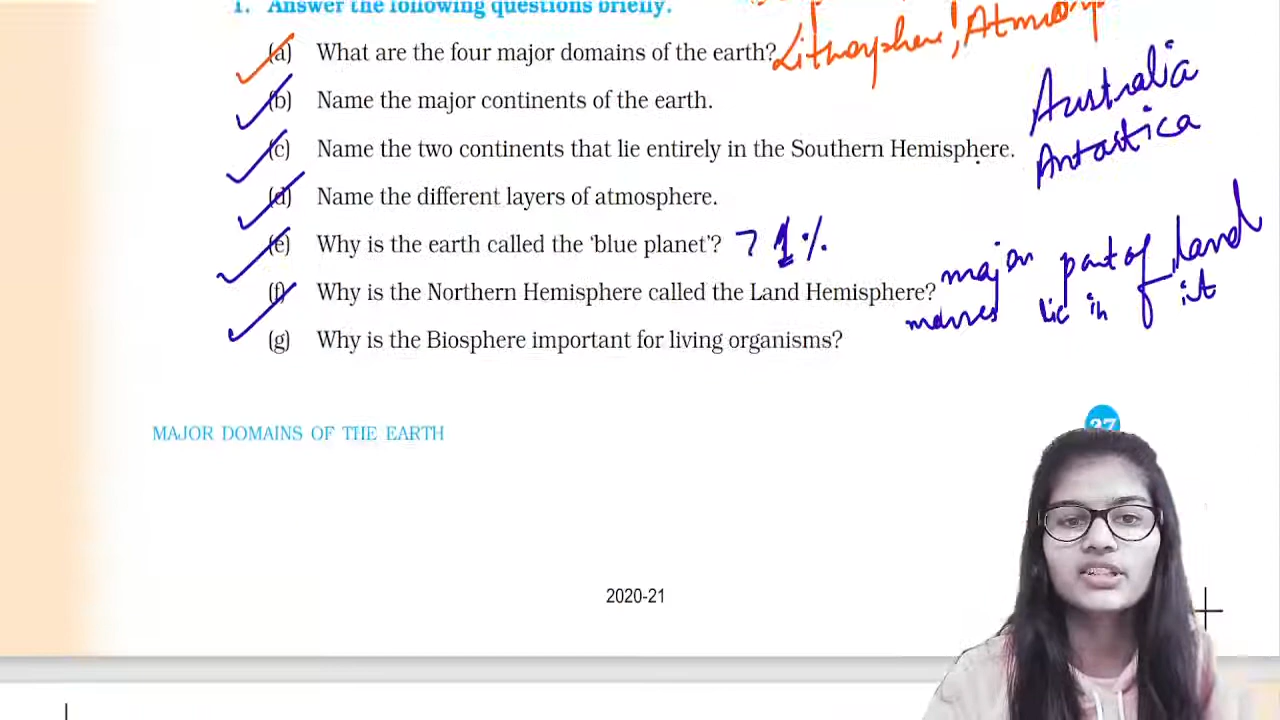 1. Answer the following questions briefly.
(a) What are the four major domains of the earth? Lithosphere, Atmosp
(b) Name the major continents of the earth.
Australia
(c) Name the two continents that lie entirely in the Southern Hemisphere.
Antartica
(d) Name the different layers of atmosphere.
(e) Why is the earth called the ‘blue planet’? 71%
(f) Why is the Northern Hemisphere called the Land Hemisphere? major part of land
masses lie in it
(g) Why is the Biosphere important for living organisms?
MAJOR DOMAINS OF THE EARTH
37
2020-21